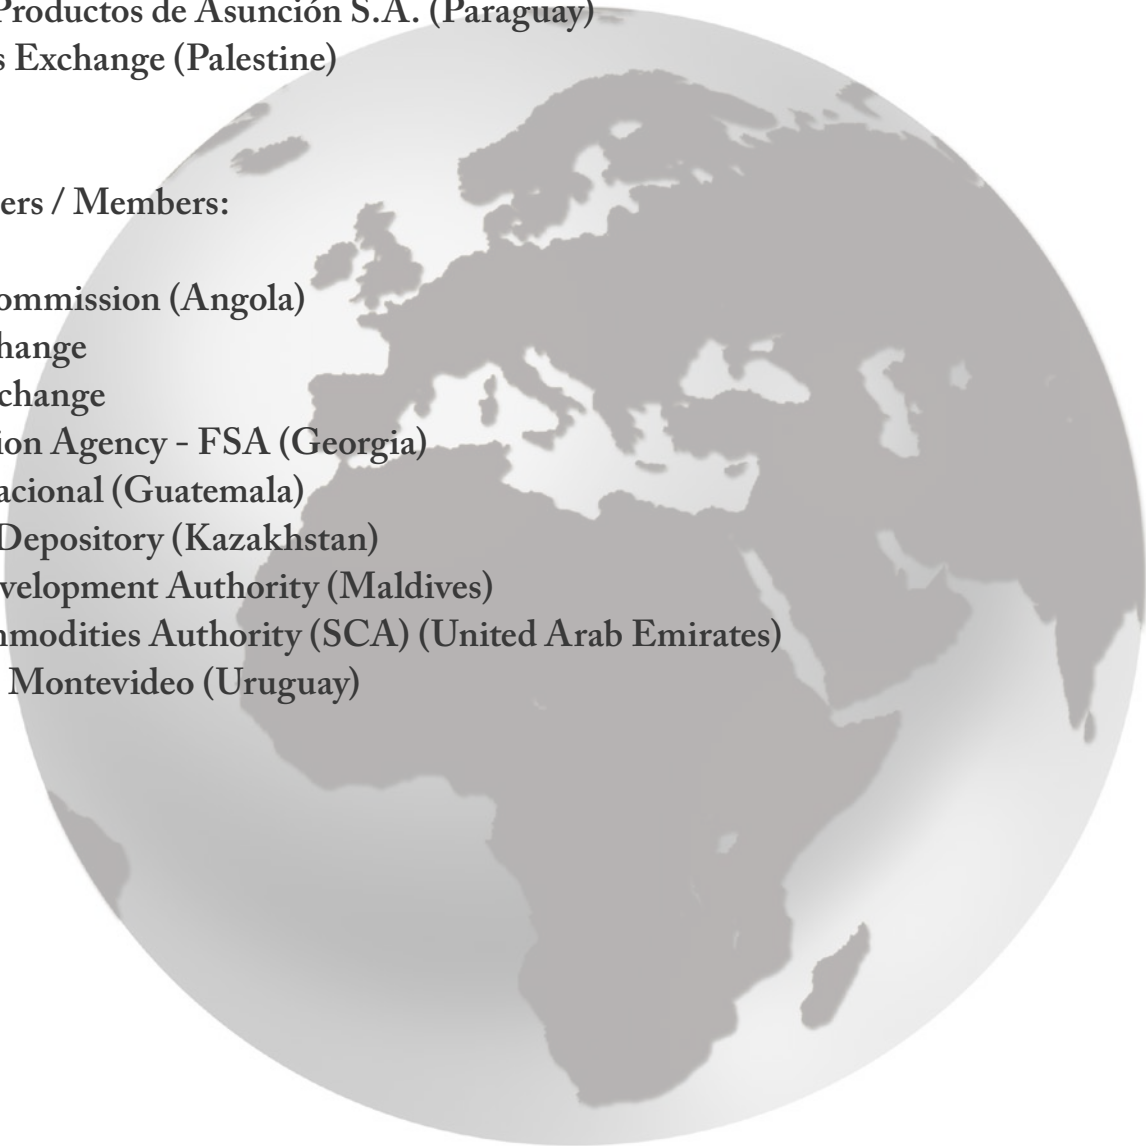 Productos de Asunción S.A. (Paraguay)
s Exchange (Palestine)
ers / Members:
ommission (Angola)
hange
change
ion Agency - FSA (Georgia)
acional (Guatemala)
Depository (Kazakhstan)
velopment Authority (Maldives)
mmodities Authority (SCA) (United Arab Emirates)
Montevideo (Uruguay)